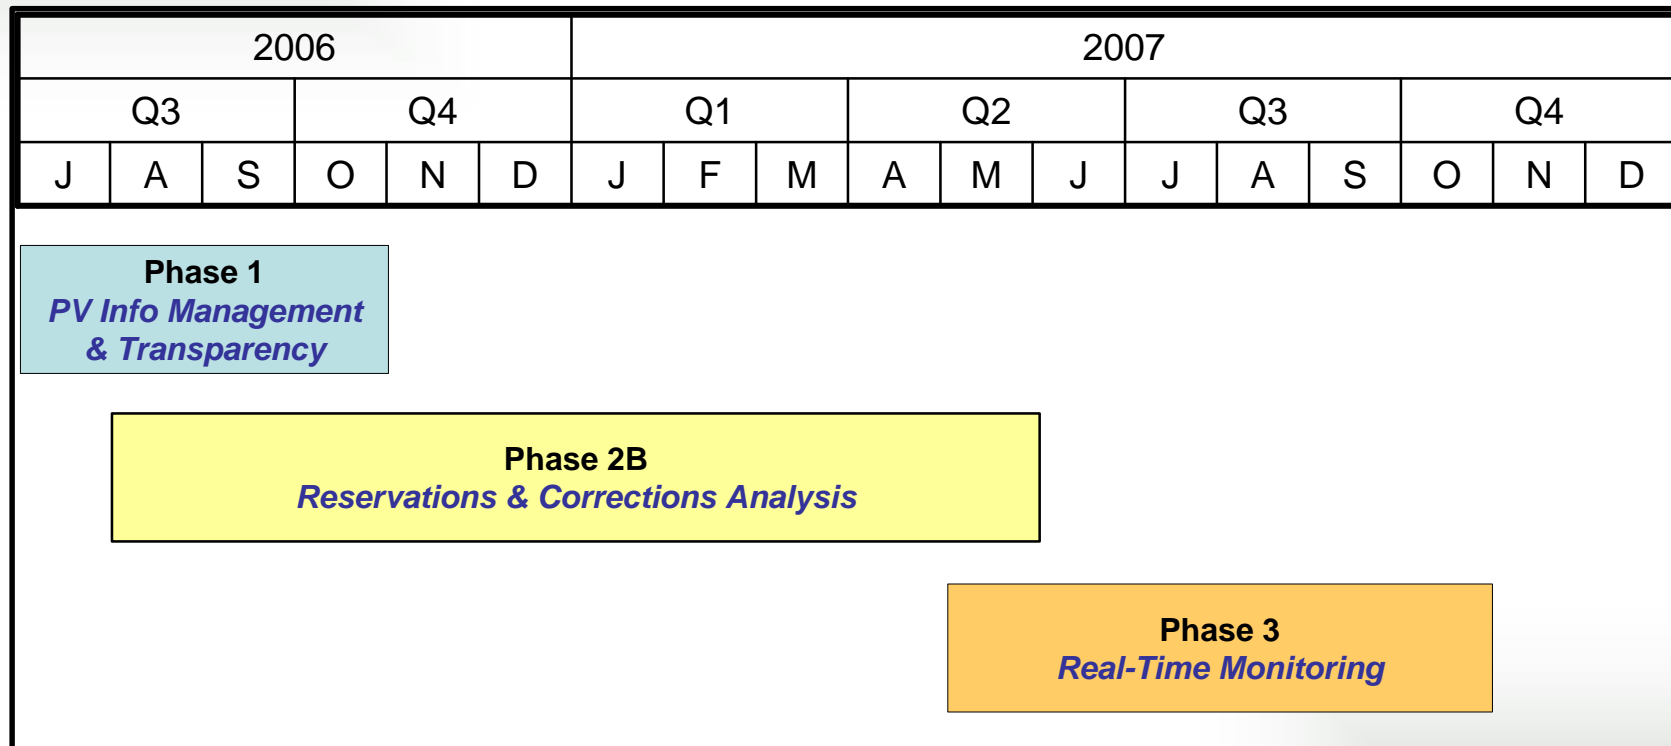 2006 2007
Q3 Q4 Q1 Q2 Q3 Q4
J A S O N D J F M A M J J A S O N D
Phase 1
PV Info Management
& Transparency
Phase 2B
Reservations & Corrections Analysis
Phase 3
Real-Time Monitoring